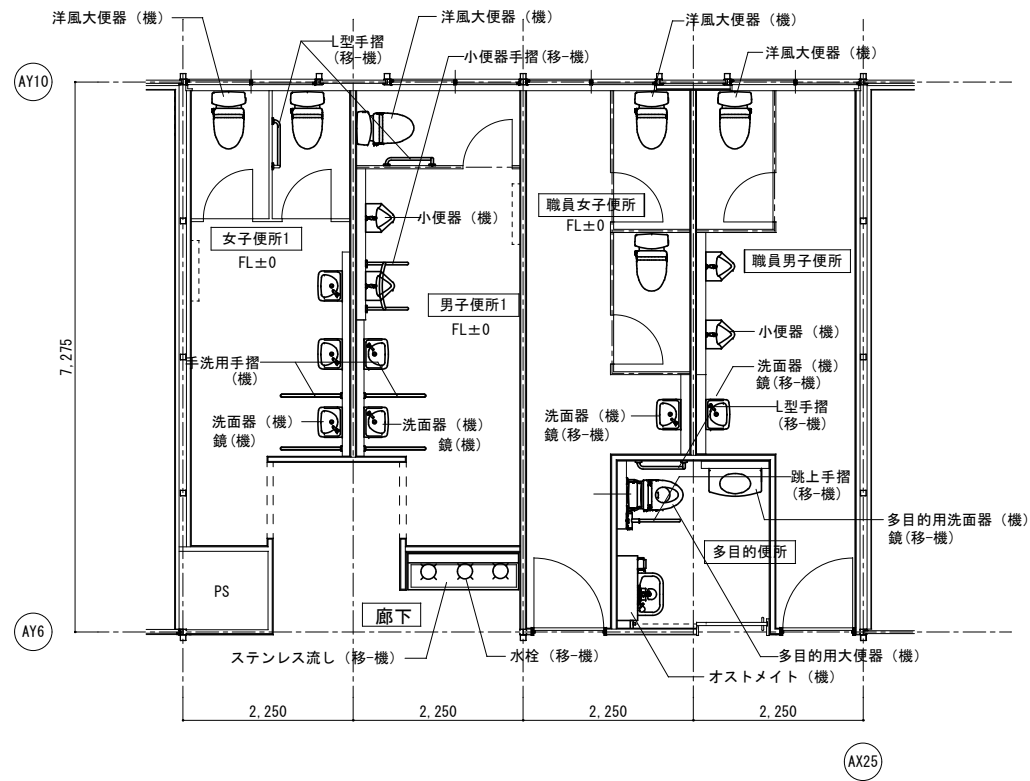 洋風大便器（機）
L型手摺
(移-機)
洋風大便器（機）
小便器手摺(移-機)
洋風大便器（機）
洋風大便器（機）
AY10
小便器（機）
女子便所1
FL±0
職員女子便所
FL±0
職員男子便所
男子便所1
FL±0
小便器（機）
7,275
手洗用手摺
(機)
洗面器（機）
鏡(移-機)
L型手摺
(移-機)
洗面器（機）
鏡(機)
洗面器（機）
鏡(機)
洗面器（機）
鏡(移-機)
跳上手摺
(移-機)
多目的用洗面器（機）
鏡(移-機)
多目的便所
PS
廊下
AY6
ステンレス流し（移-機）
水栓（移-機）
多目的用大便器（機）
オストメイト（機）
2,250
2,250
2,250
2,250
AX25